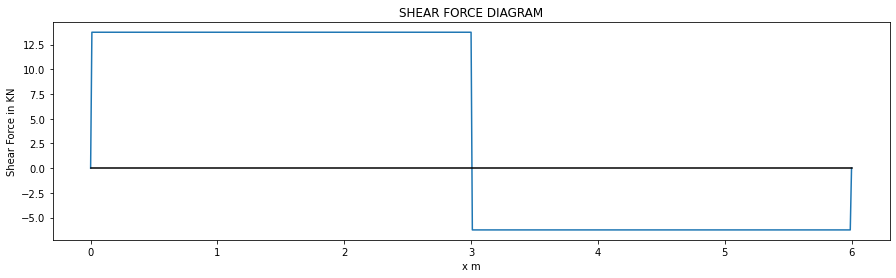 SHEAR FORCE DIAGRAM
Shear Force in KN
12.5
10.0
7.5
5.0
2.5
0.0
−2.5
−5.0
0 1 2 3 4 5 6
x m